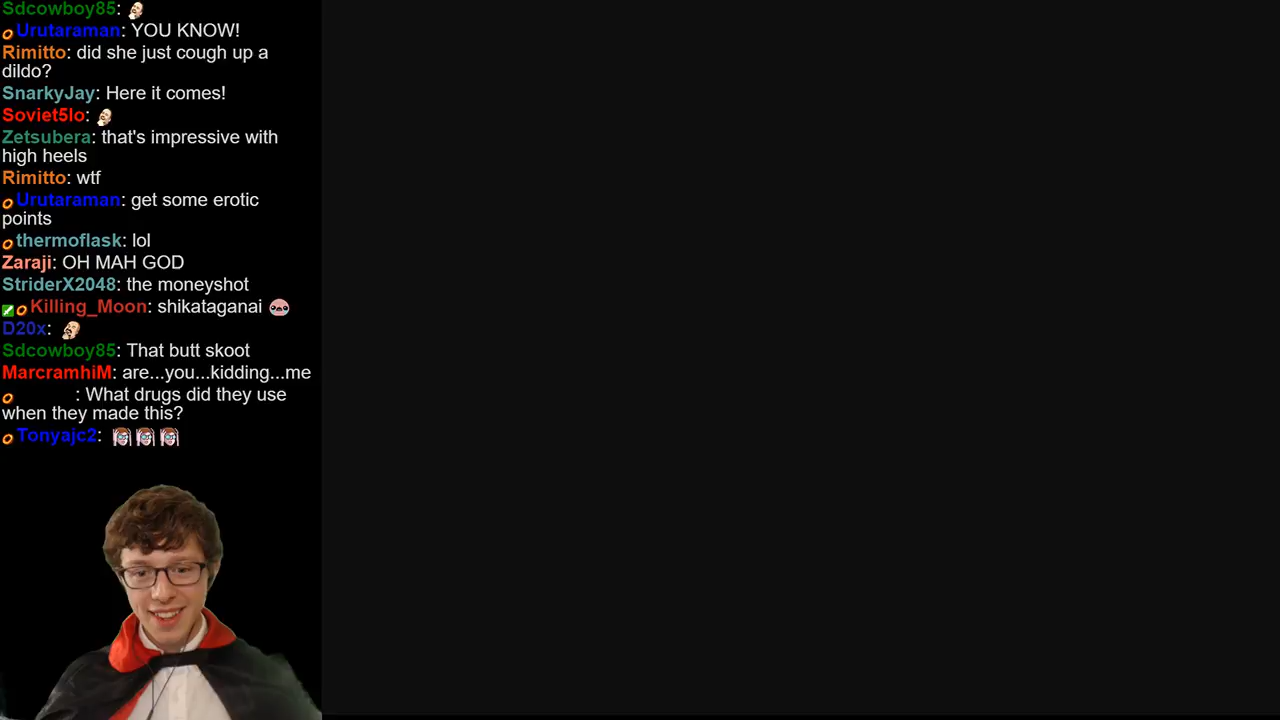 Sdcowboy85:
Urutaraman: YOU KNOW!
Rimitto: did she just cough up a
dildo?
SnarkyJay: Here it comes!
Soviet5lo:
Zetsubera: that's impressive with
high heels
Rimitto: wtf
Urutaraman: get some erotic
points
thermoflask: lol
Zaraji: OH MAH GOD
StriderX2048: the moneyshot
Killing_Moon: shikataganai
D20x:
Sdcowboy85: That butt skoot
MarcramhiM: are...you...kidding...me
: What drugs did they use
when they made this?
Tonyajc2: